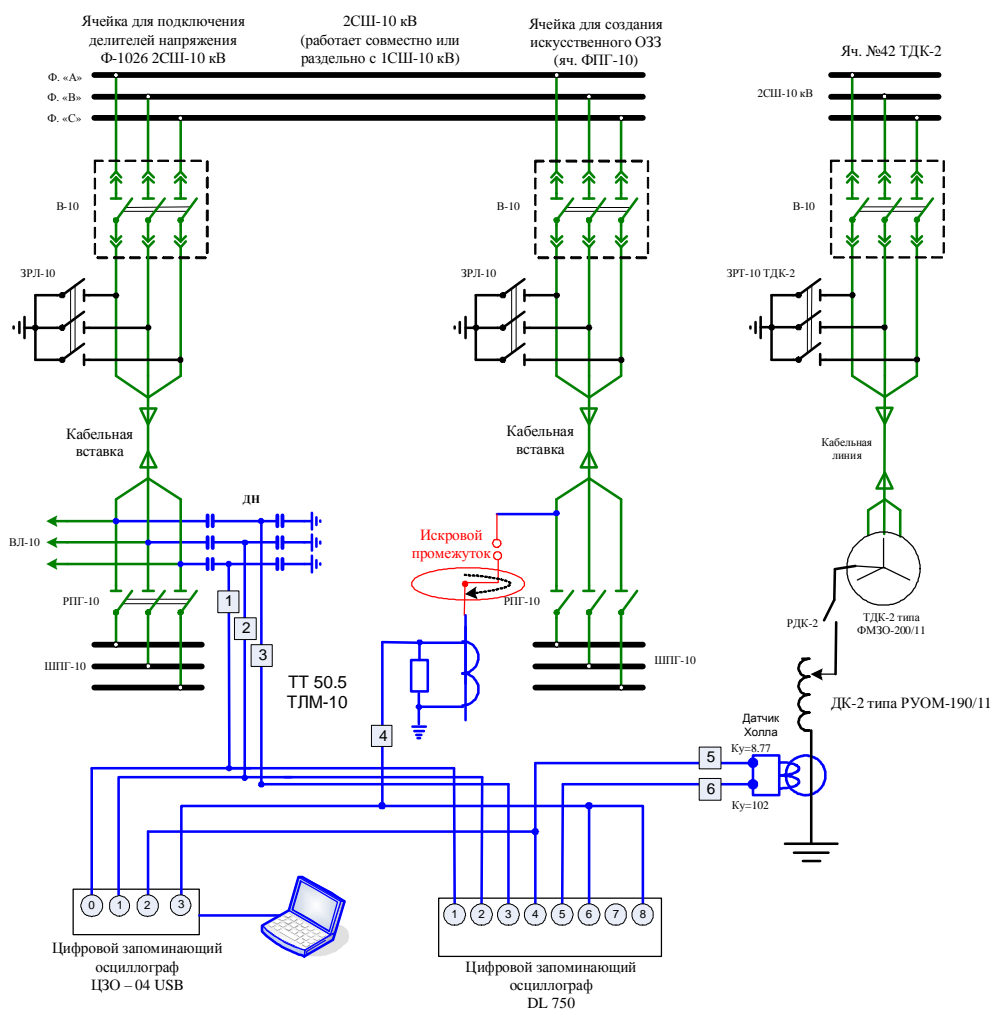 Ячейка для подключения
делителей напряжения
Ф-1026 2СШ-10 кВ
2СШ-10 кВ
(работает совместно или
раздельно с 1СШ-10 кВ)
Ячейка для создания
искусственного ОЗЗ
(яч. ФПГ-10)
Яч. №42 ТДК-2
Ф. «А»
Ф. «В»
Ф. «С»
2СШ-10 кВ
В-10
В-10
В-10
ЗРЛ-10
ЗРЛ-10
ЗРТ-10 ТДК-2
Кабельная
вставка
Кабельная
вставка
Кабельная
линия
ДН
ВЛ-10
Искровой
промежуток
РПГ-10
РПГ-10
1
2
3
ШПГ-10
ШПГ-10
ТТ 50.5
ТЛМ-10
4
РДК-2
ТДК-2 типа
ФМЗО-200/11
ДК-2 типа РУОМ-190/11
Датчик
Холла
Ку=8.77
5
6
Ку=102
0
1
2
3
1
2
3
4
5
6
7
8
Цифровой запоминающий
осциллограф
ЦЗО – 04 USB
Цифровой запоминающий
осциллограф
DL 750